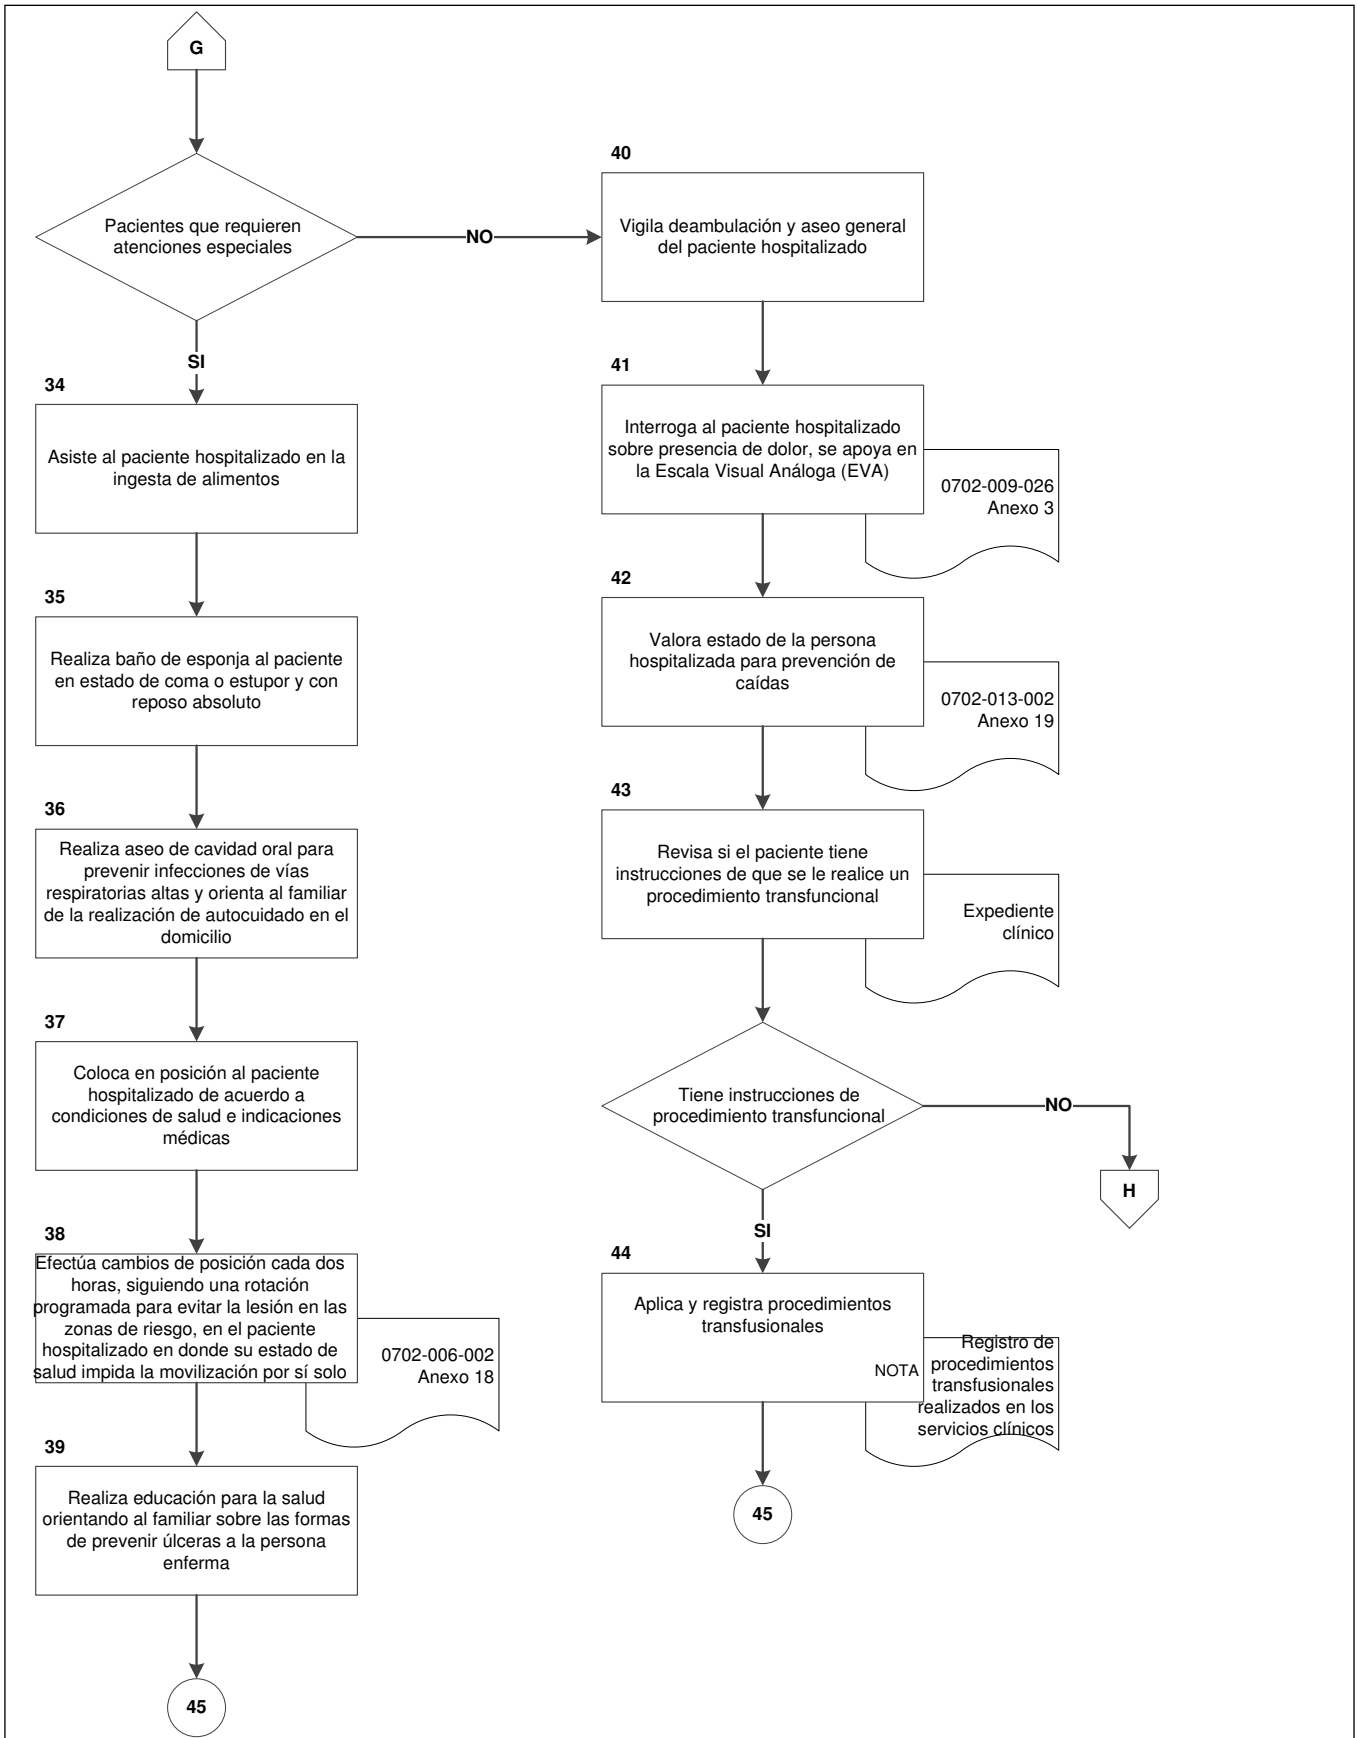 G
Pacientes que requieren
atenciones especiales
NO
SI
34
Asiste al paciente hospitalizado en la
ingesta de alimentos
35
Realiza baño de esponja al paciente
en estado de coma o estupor y con
reposo absoluto
36
Realiza aseo de cavidad oral para
prevenir infecciones de vías
respiratorias altas y orienta al familiar
de la realización de autocuidado en el
domicilio
37
Coloca en posición al paciente
hospitalizado de acuerdo a
condiciones de salud e indicaciones
médicas
38
Efectúa cambios de posición cada dos
horas, siguiendo una rotación
programada para evitar la lesión en las
zonas de riesgo, en el paciente
hospitalizado en donde su estado de
salud impida la movilización por sí solo
0702-006-002
Anexo 18
39
Realiza educación para la salud
orientando al familiar sobre las formas
de prevenir úlceras a la persona
enferma
45
40
Vigila deambulación y aseo general
del paciente hospitalizado
41
Interroga al paciente hospitalizado
sobre presencia de dolor, se apoya en
la Escala Visual Análoga (EVA)
0702-009-026
Anexo 3
42
Valora estado de la persona
hospitalizada para prevención de
caídas
0702-013-002
Anexo 19
43
Revisa si el paciente tiene
instrucciones de que se le realice un
procedimiento transfuncional
Expediente
clínico
Tiene instrucciones de
procedimiento transfuncional
NO
H
SI
44
Aplica y registra procedimientos
transfusionales
NOTA
Registro de
procedimientos
transfusionales
realizados en los
servicios clínicos
45